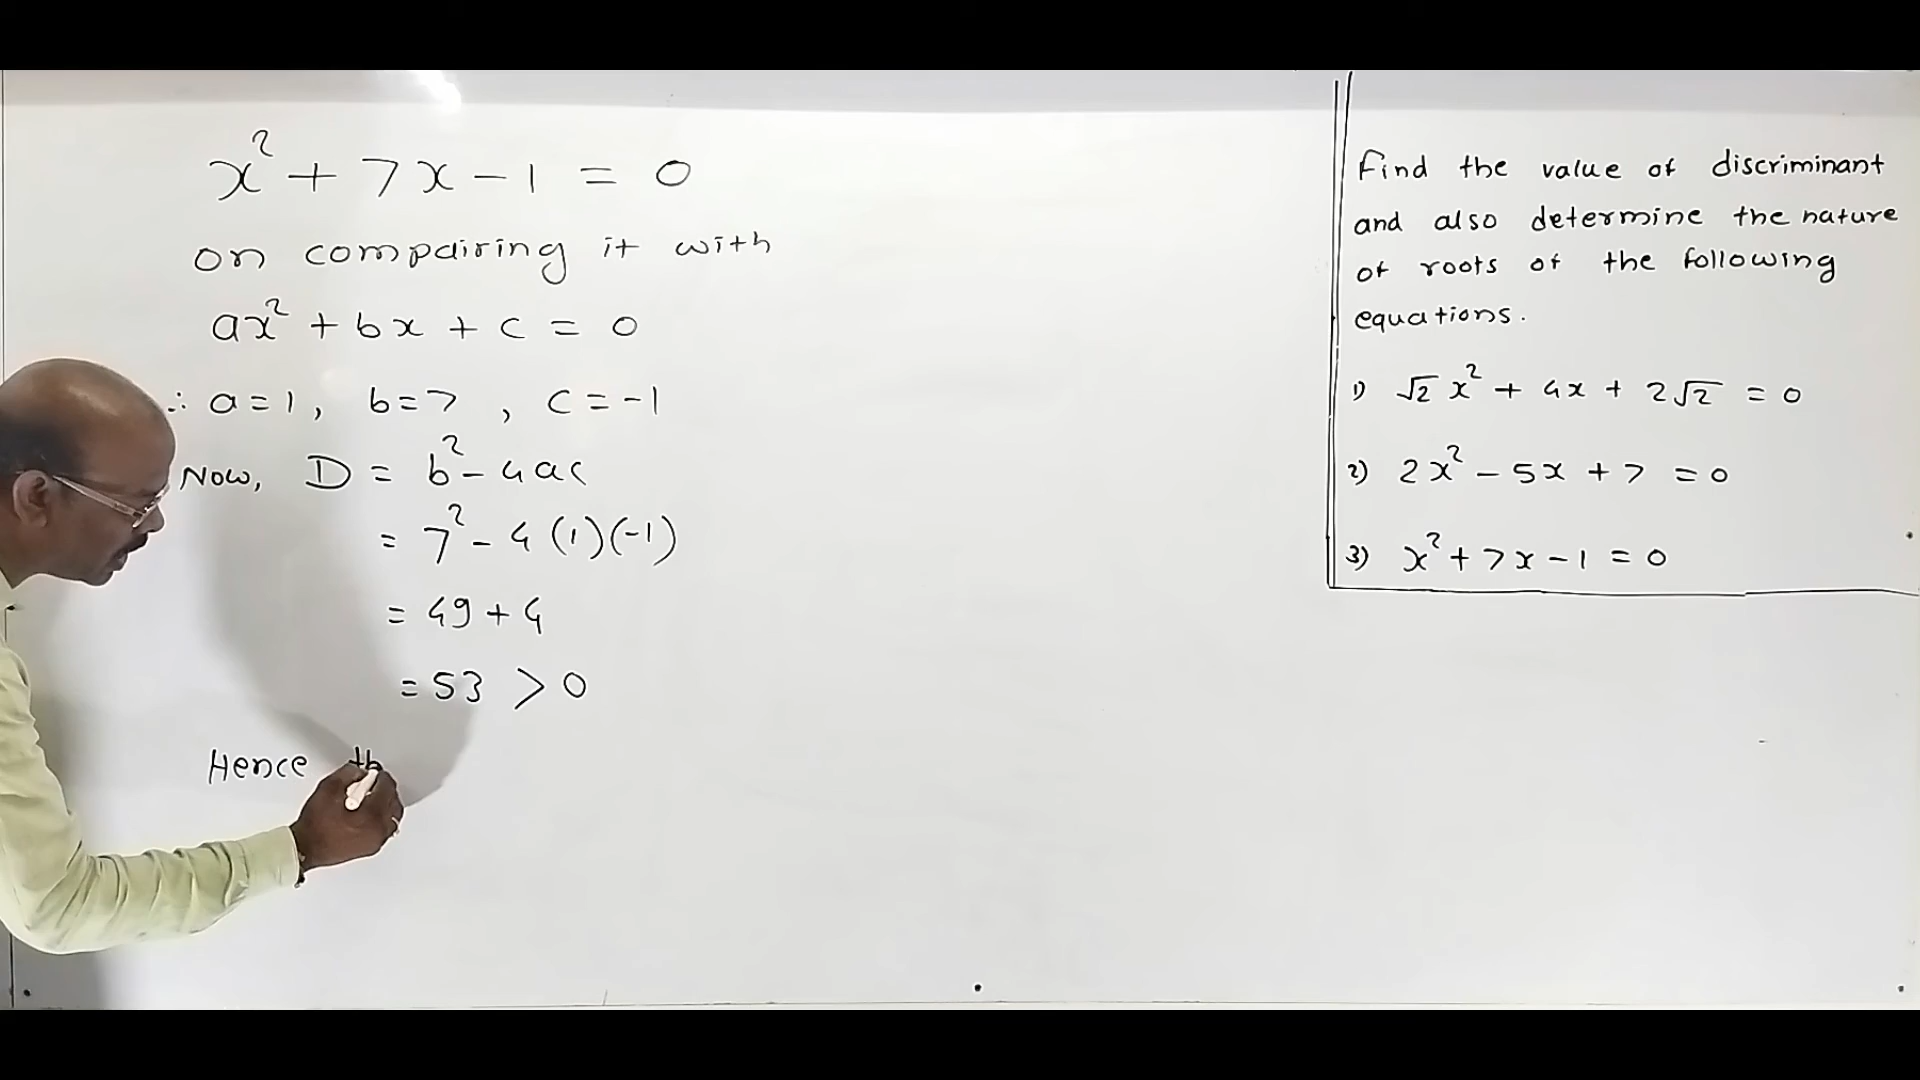 x² + 7x - 1 = 0
on compairing it with
ax² + bx + c = 0
∴ a=1, b=7, c=-1
Now, D = b² - 4ac
= 7² - 4 (1)(-1)
= 49 + 4
= 53 > 0
Hence th
Find the value of discriminant
and also determine the nature
of roots of the following
equations.
1) √2 x² + 4x + 2√2 = 0
2) 2x² - 5x + 7 = 0
3) x² + 7x - 1 = 0